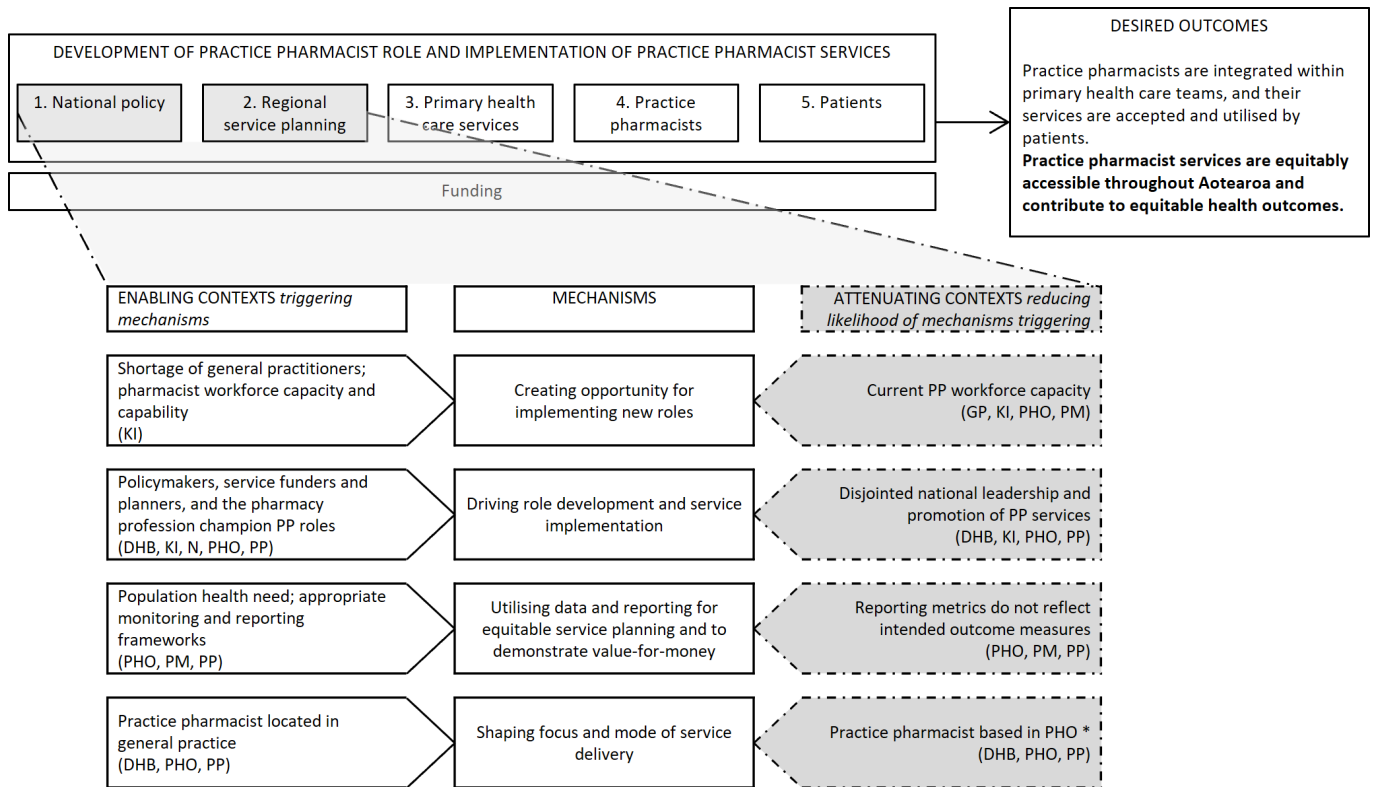 DEVELOPMENT OF PRACTICE PHARMACIST ROLE AND IMPLEMENTATION OF PRACTICE PHARMACIST SERVICES
1. National policy
2. Regional
service planning
3. Primary health
care services
4. Practice
pharmacists
5. Patients
Funding
DESIRED OUTCOMES
Practice pharmacists are integrated within
primary health care teams, and their
services are accepted and utilised by
patients.
Practice pharmacist services are equitably
accessible throughout Aotearoa and
contribute to equitable health outcomes.
ENABLING CONTEXTS triggering
mechanisms
MECHANISMS
ATTENUATING CONTEXTS reducing
likelihood of mechanisms triggering
Shortage of general practitioners;
pharmacist workforce capacity and
capability
(KI)
Creating opportunity for
implementing new roles
Current PP workforce capacity
(GP, KI, PHO, PM)
Policymakers, service funders and
planners, and the pharmacy
profession champion PP roles
(DHB, KI, N, PHO, PP)
Driving role development and service
implementation
Disjointed national leadership and
promotion of PP services
(DHB, KI, PHO, PP)
Population health need; appropriate
monitoring and reporting
frameworks
(PHO, PM, PP)
Utilising data and reporting for
equitable service planning and to
demonstrate value-for-money
Reporting metrics do not reflect
intended outcome measures
(PHO, PM, PP)
Practice pharmacist located in
general practice
(DHB, PHO, PP)
Shaping focus and mode of service
delivery
Practice pharmacist based in PHO *
(DHB, PHO, PP)